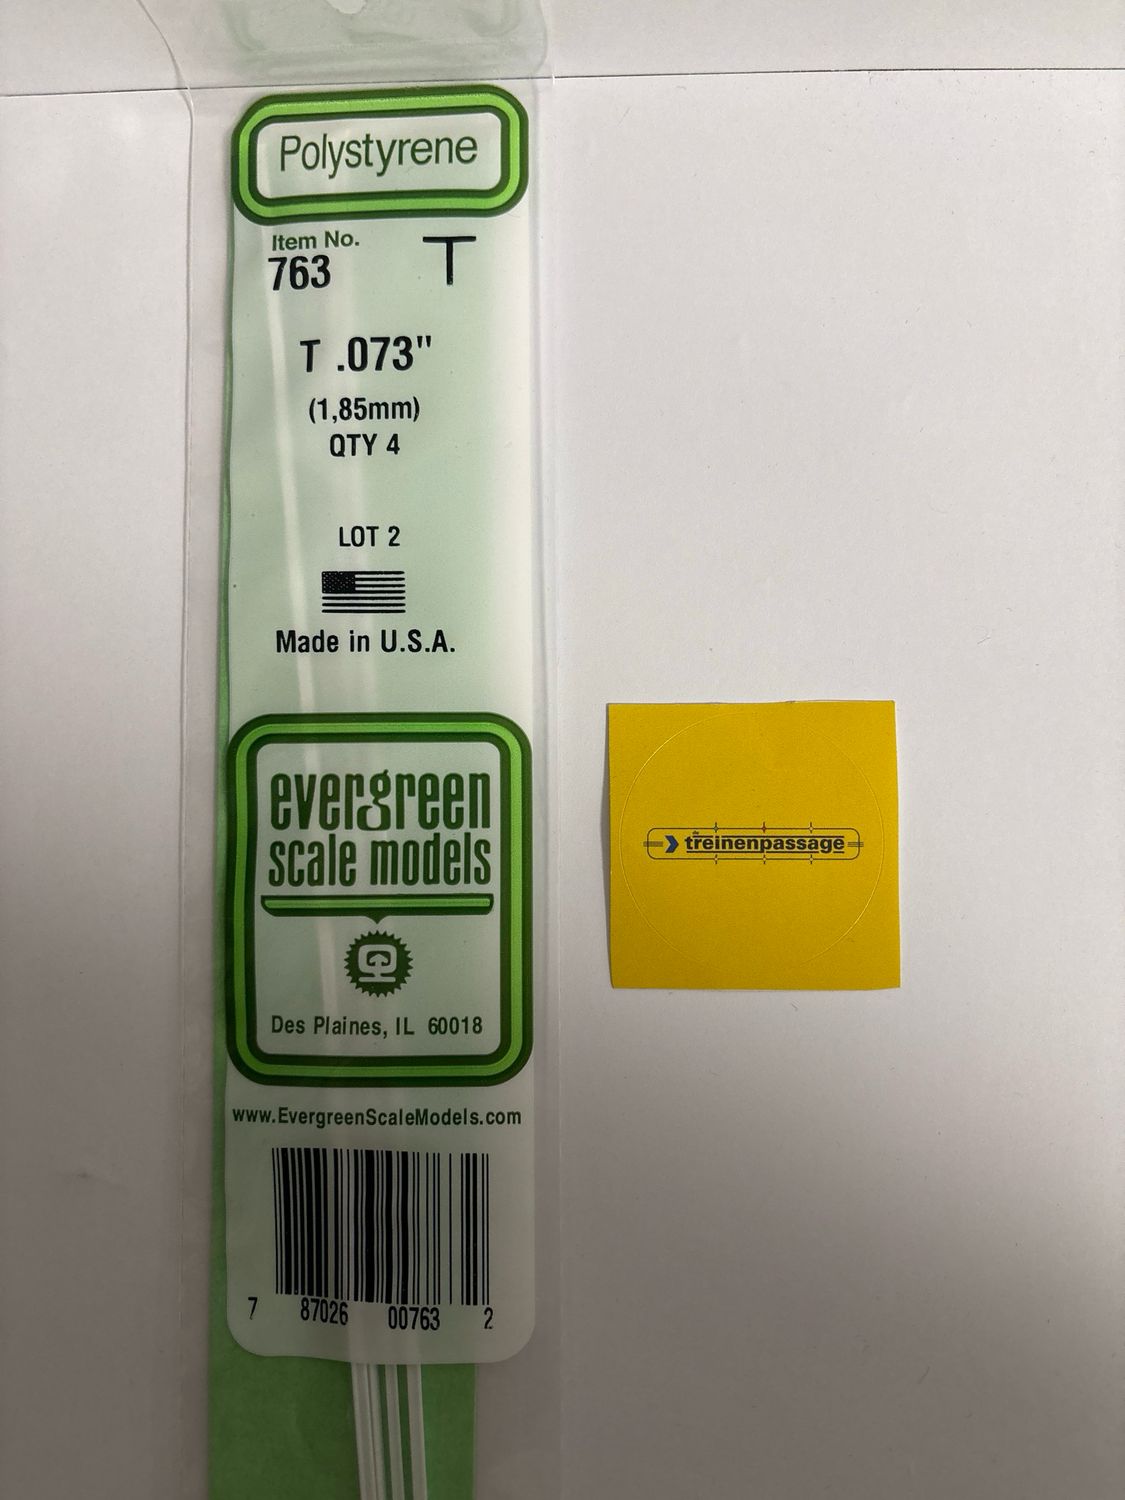 Polystyrene
Item No.
763
T
T .073"
(1,85mm)
QTY 4
LOT 2
Made in U.S.A.
evergreen
scale models
Des Plaines, IL 60018
www.EvergreenScaleModels.com
7 87026 00763 2
de
treinenpassage